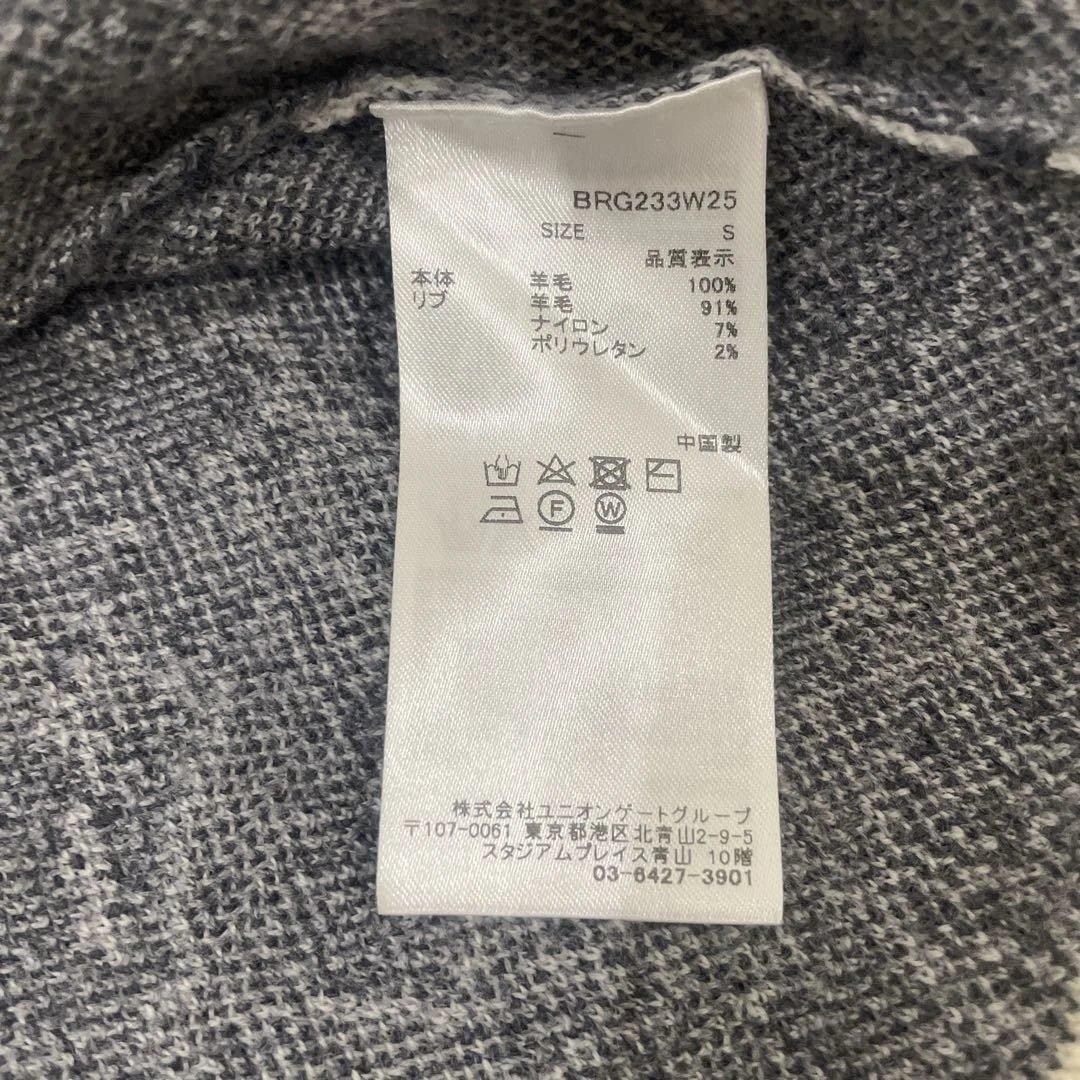 BRG233W25
SIZE S
品質表示
本体 羊毛 100%
リブ 羊毛 91%
ナイロン 7%
ポリウレタン 2%
中国製
F W
株式会社ユニオンゲートグループ
〒107-0061 東京都港区北青山2-9-5
スタジアムプレイス青山 10階
03-6427-3901